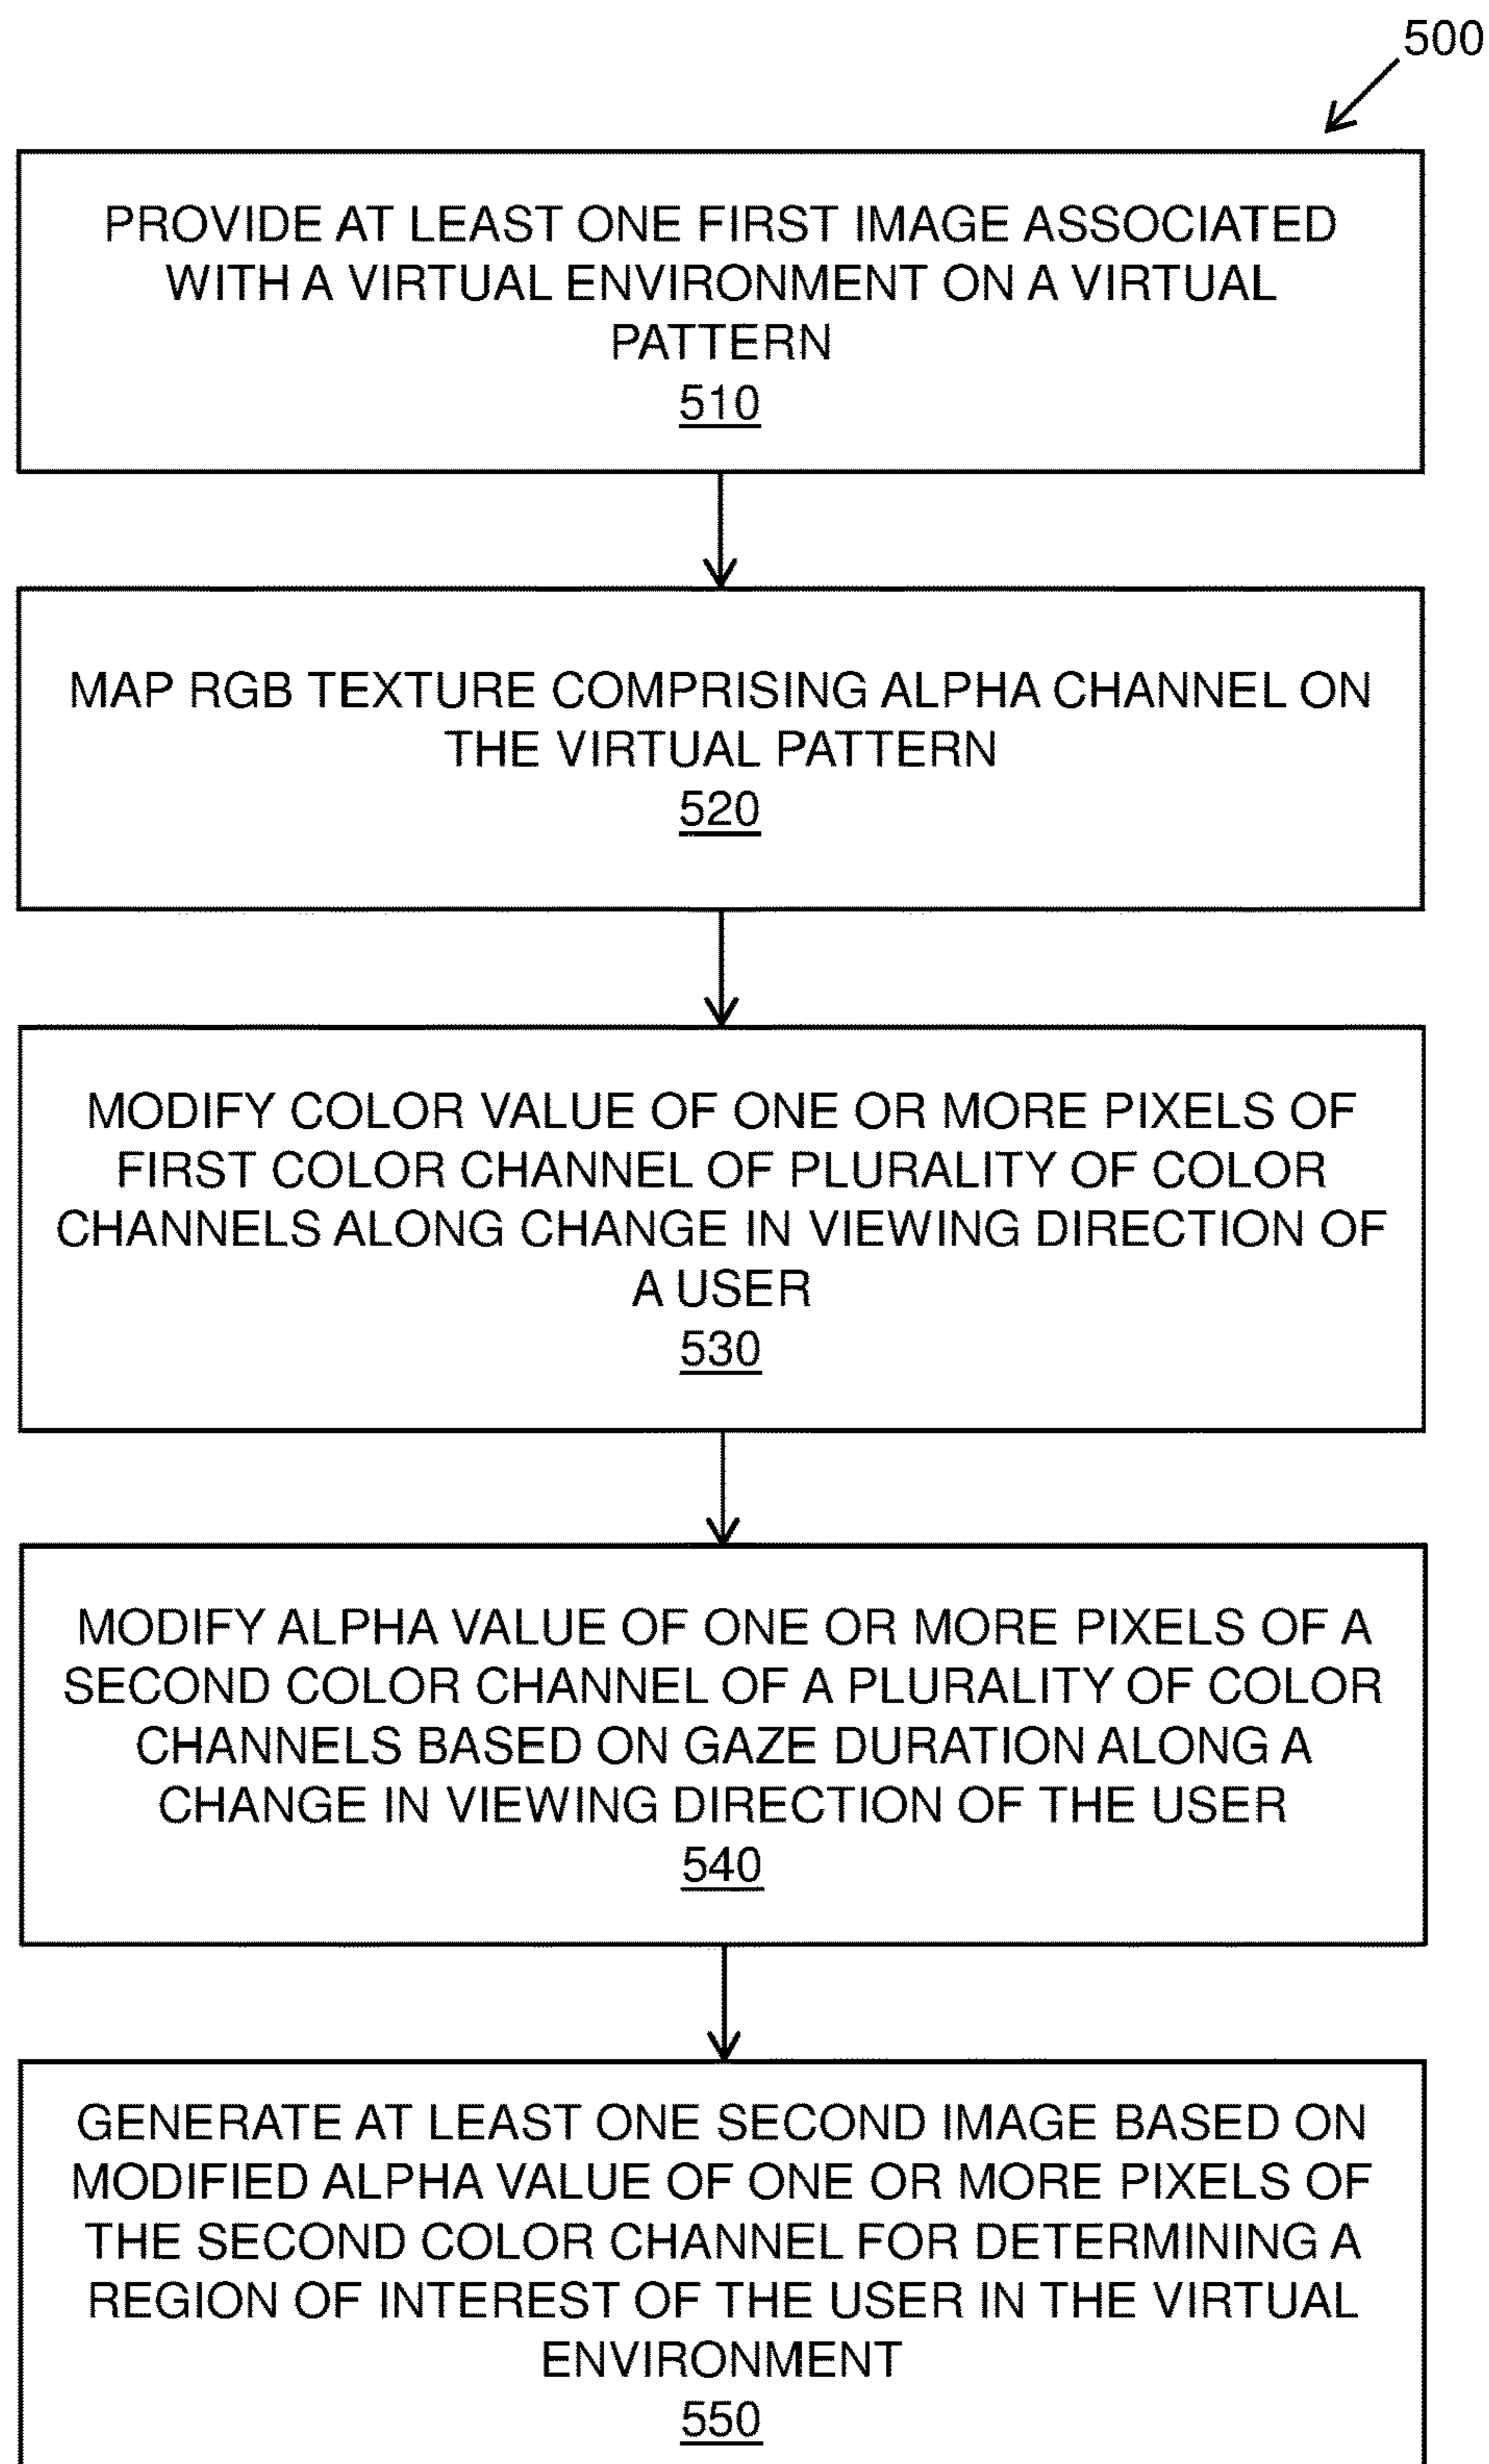 500
PROVIDE AT LEAST ONE FIRST IMAGE ASSOCIATED
WITH A VIRTUAL ENVIRONMENT ON A VIRTUAL
PATTERN
510
MAP RGB TEXTURE COMPRISING ALPHA CHANNEL ON
THE VIRTUAL PATTERN
520
MODIFY COLOR VALUE OF ONE OR MORE PIXELS OF
FIRST COLOR CHANNEL OF PLURALITY OF COLOR
CHANNELS ALONG CHANGE IN VIEWING DIRECTION OF
A USER
530
MODIFY ALPHA VALUE OF ONE OR MORE PIXELS OF A
SECOND COLOR CHANNEL OF A PLURALITY OF COLOR
CHANNELS BASED ON GAZE DURATION ALONG A
CHANGE IN VIEWING DIRECTION OF THE USER
540
GENERATE AT LEAST ONE SECOND IMAGE BASED ON
MODIFIED ALPHA VALUE OF ONE OR MORE PIXELS OF
THE SECOND COLOR CHANNEL FOR DETERMINING A
REGION OF INTEREST OF THE USER IN THE VIRTUAL
ENVIRONMENT
550